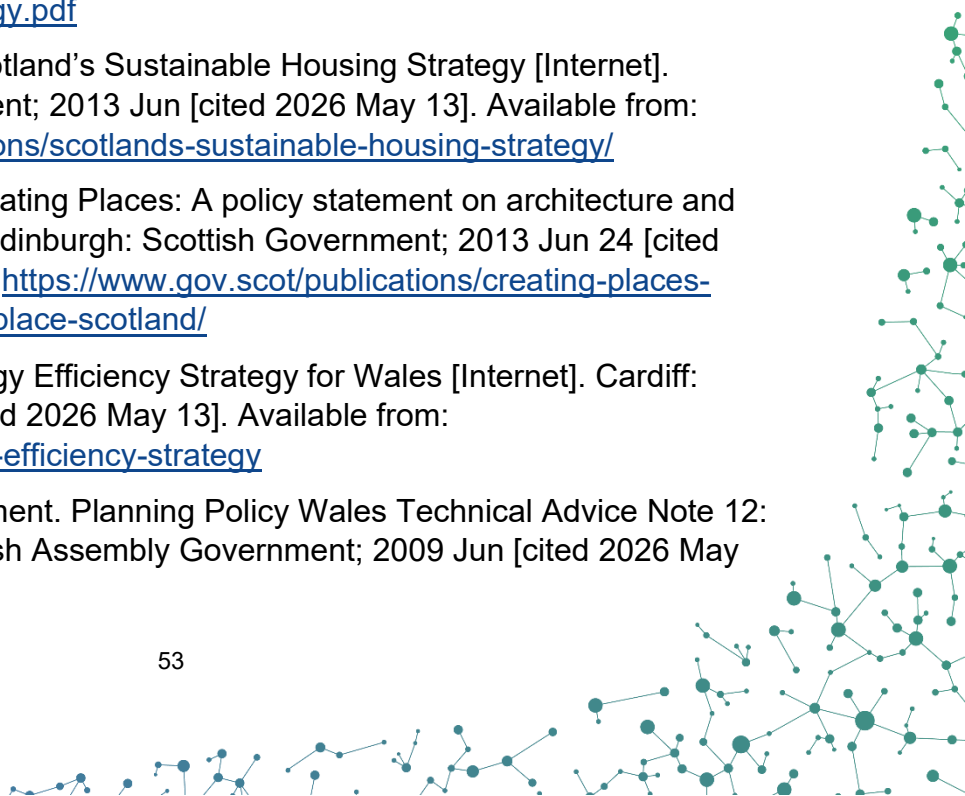 gy.pdf
otland’s Sustainable Housing Strategy [Internet].
ent; 2013 Jun [cited 2026 May 13]. Available from:
ons/scotlands-sustainable-housing-strategy/
ating Places: A policy statement on architecture and
dinburgh: Scottish Government; 2013 Jun 24 [cited
https://www.gov.scot/publications/creating-places-
place-scotland/
gy Efficiency Strategy for Wales [Internet]. Cardiff:
d 2026 May 13]. Available from:
-efficiency-strategy
ment. Planning Policy Wales Technical Advice Note 12:
sh Assembly Government; 2009 Jun [cited 2026 May
53